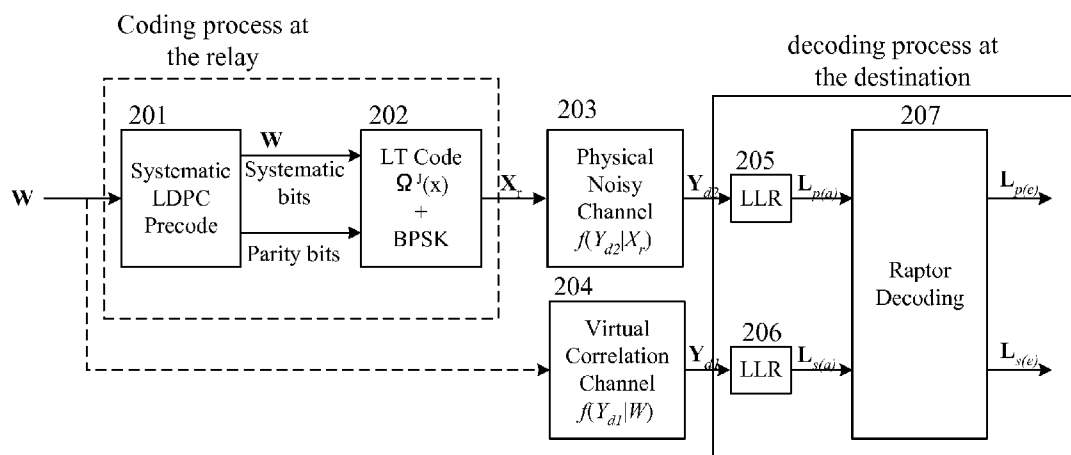 Coding process at
the relay
decoding process at
the destination
201
W
202
203
207
Systematic
LDPC
Precode
Systematic
bits
Parity bits
LT Code
Ω^J(x)
+
BPSK
W
X_r
Physical
Noisy
Channel
f(Y_d2|X_r)
Y_d2
205
LLR
L_p(a)
L_p(e)
Raptor
Decoding
204
Virtual
Correlation
Channel
f(Y_d1|W)
Y_d1
206
LLR
L_s(a)
L_s(e)